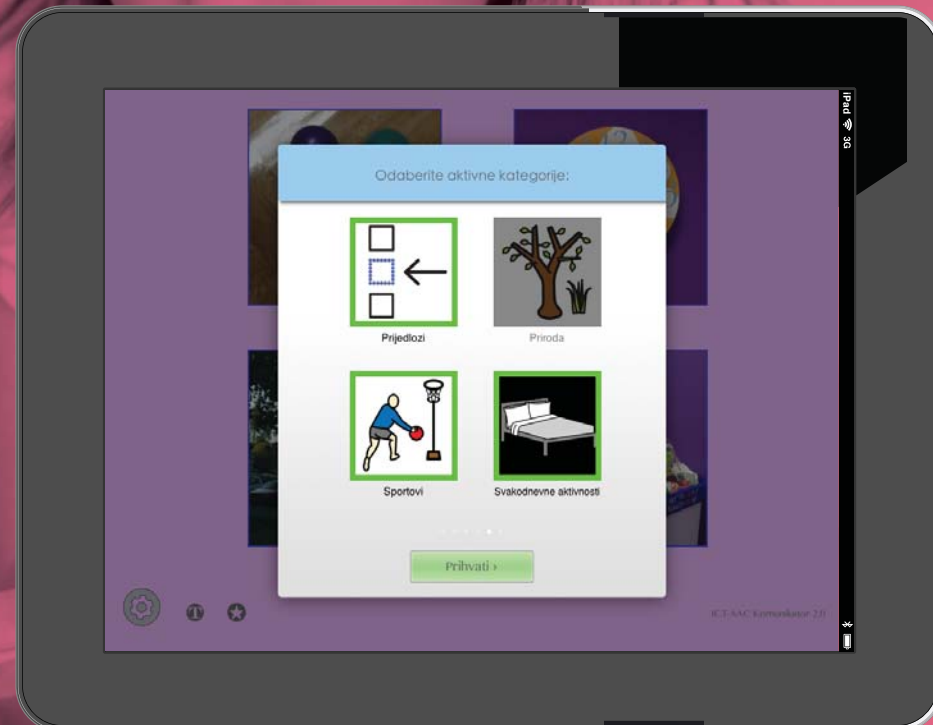 Odaberite aktivne kategorije:
Prijedlozi
Priroda
Sportovi
Svakodnevne aktivnosti
Prihvati ›
ICT-AAC Komunikator 2.0
iPad
3G